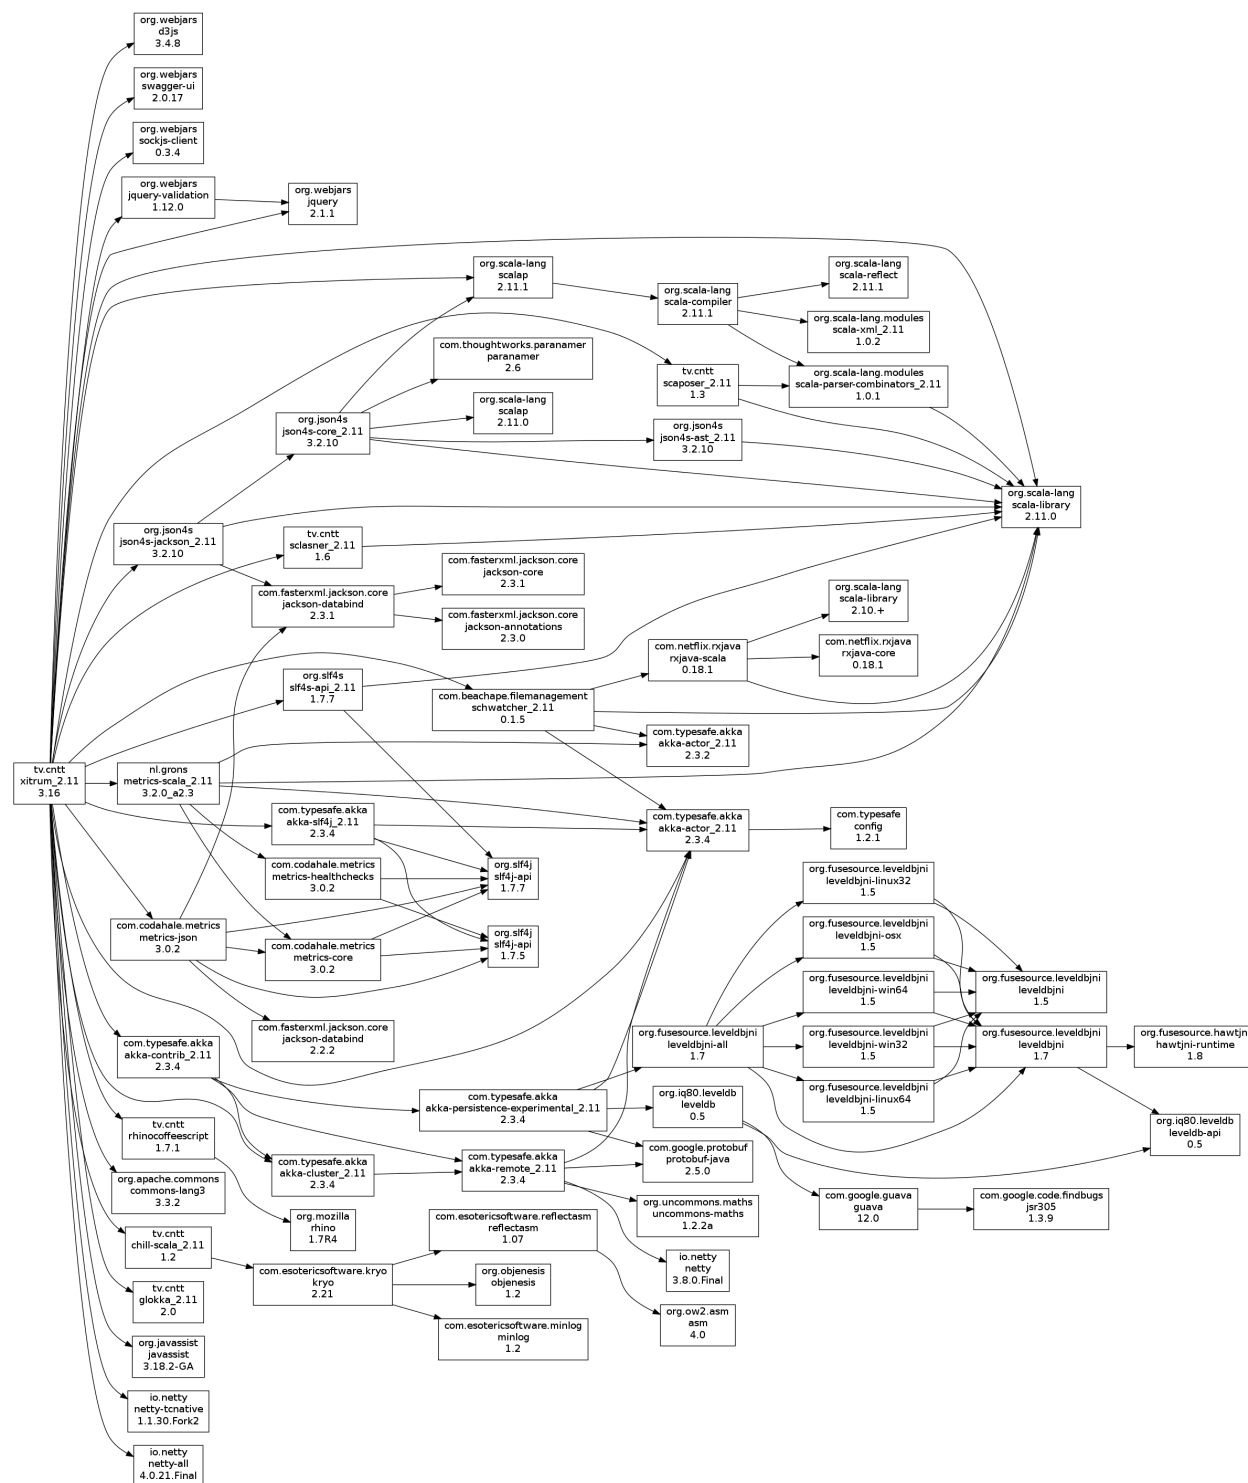 org.webjars
d3js
3.4.8
org.webjars
swagger-ui
2.0.17
org.webjars
sockjs-client
0.3.4
org.webjars
jquery-validation
1.12.0
org.webjars
jquery
2.1.1
org.scala-lang
scalap
2.11.1
org.scala-lang
scala-compiler
2.11.1
org.scala-lang
scala-reflect
2.11.1
org.scala-lang.modules
scala-xml_2.11
1.0.2
com.thoughtworks.paranamer
paranamer
2.6
tv.cntt
scaposer_2.11
1.3
org.scala-lang.modules
scala-parser-combinators_2.11
1.0.1
org.scala-lang
scalap
2.11.0
org.json4s
json4s-core_2.11
3.2.10
org.json4s
json4s-ast_2.11
3.2.10
org.scala-lang
scala-library
2.11.0
org.json4s
json4s-jackson_2.11
3.2.10
tv.cntt
sclasner_2.11
1.6
com.fasterxml.jackson.core
jackson-core
2.3.1
com.fasterxml.jackson.core
jackson-databind
2.3.1
com.fasterxml.jackson.core
jackson-annotations
2.3.0
org.scala-lang
scala-library
2.10.+
com.netflix.rxjava
rxjava-scala
0.18.1
com.netflix.rxjava
rxjava-core
0.18.1
org.slf4s
slf4s-api_2.11
1.7.7
com.beachape.filemanagement
schwatcher_2.11
0.1.5
com.typesafe.akka
akka-actor_2.11
2.3.2
tv.cntt
xitrum_2.11
3.16
nl.grons
metrics-scala_2.11
3.2.0_a2.3
com.typesafe.akka
akka-slf4j_2.11
2.3.4
com.typesafe.akka
akka-actor_2.11
2.3.4
com.typesafe
config
1.2.1
com.codahale.metrics
metrics-healthchecks
3.0.2
org.slf4j
slf4j-api
1.7.7
org.fusesource.leveldbjni
leveldbjni-linux32
1.5
com.codahale.metrics
metrics-json
3.0.2
com.codahale.metrics
metrics-core
3.0.2
org.slf4j
slf4j-api
1.7.5
org.fusesource.leveldbjni
leveldbjni-osx
1.5
org.fusesource.leveldbjni
leveldbjni-win64
1.5
org.fusesource.leveldbjni
leveldbjni
1.5
com.fasterxml.jackson.core
jackson-databind
2.2.2
com.typesafe.akka
akka-contrib_2.11
2.3.4
org.fusesource.leveldbjni
leveldbjni-all
1.7
org.fusesource.leveldbjni
leveldbjni-win32
1.5
org.fusesource.leveldbjni
leveldbjni
1.7
org.fusesource.hawtjni
hawtjni-runtime
1.8
org.fusesource.leveldbjni
leveldbjni-linux64
1.5
com.typesafe.akka
akka-persistence-experimental_2.11
2.3.4
org.iq80.leveldb
leveldb
0.5
org.iq80.leveldb
leveldb-api
0.5
tv.cntt
rhinocoffeescript
1.7.1
com.google.protobuf
protobuf-java
2.5.0
org.apache.commons
commons-lang3
3.3.2
com.typesafe.akka
akka-cluster_2.11
2.3.4
com.typesafe.akka
akka-remote_2.11
2.3.4
org.uncommons.maths
uncommons-maths
1.2.2a
com.google.guava
guava
12.0
com.google.code.findbugs
jsr305
1.3.9
tv.cntt
chill-scala_2.11
1.2
org.mozilla
rhino
1.7R4
com.esotericsoftware.reflectasm
reflectasm
1.07
io.netty
netty
3.8.0.Final
tv.cntt
glokka_2.11
2.0
com.esotericsoftware.kryo
kryo
2.21
org.objenesis
objenesis
1.2
org.ow2.asm
asm
4.0
com.esotericsoftware.minlog
minlog
1.2
org.javassist
javassist
3.18.2-GA
io.netty
netty-tcnative
1.1.30.Fork2
io.netty
netty-all
4.0.21.Final